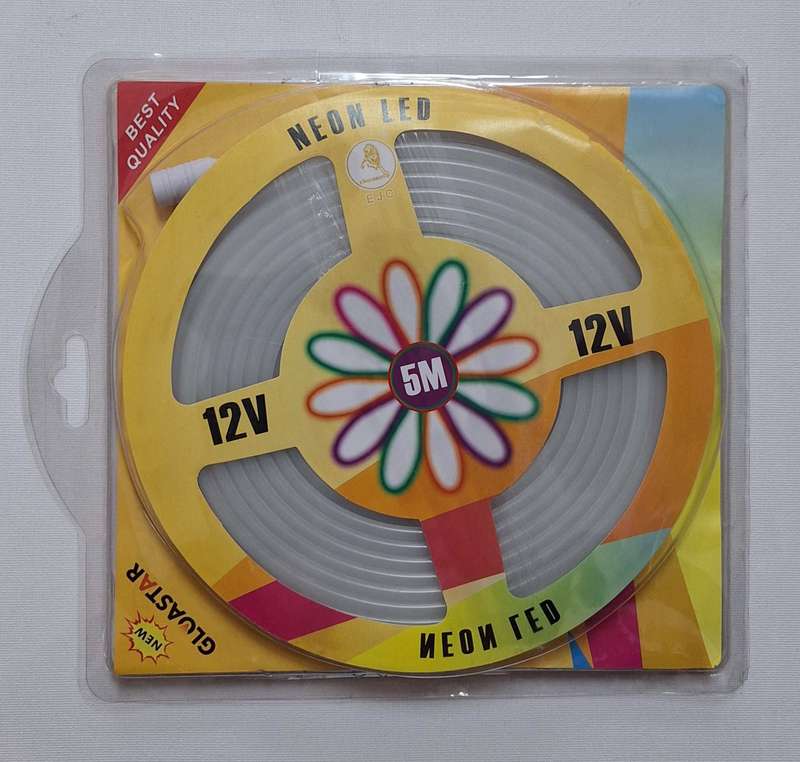 BEST
QUALITY
NEON LED
EJC
12V
5M
12V
NEON LED
GLOASTAR
NEW